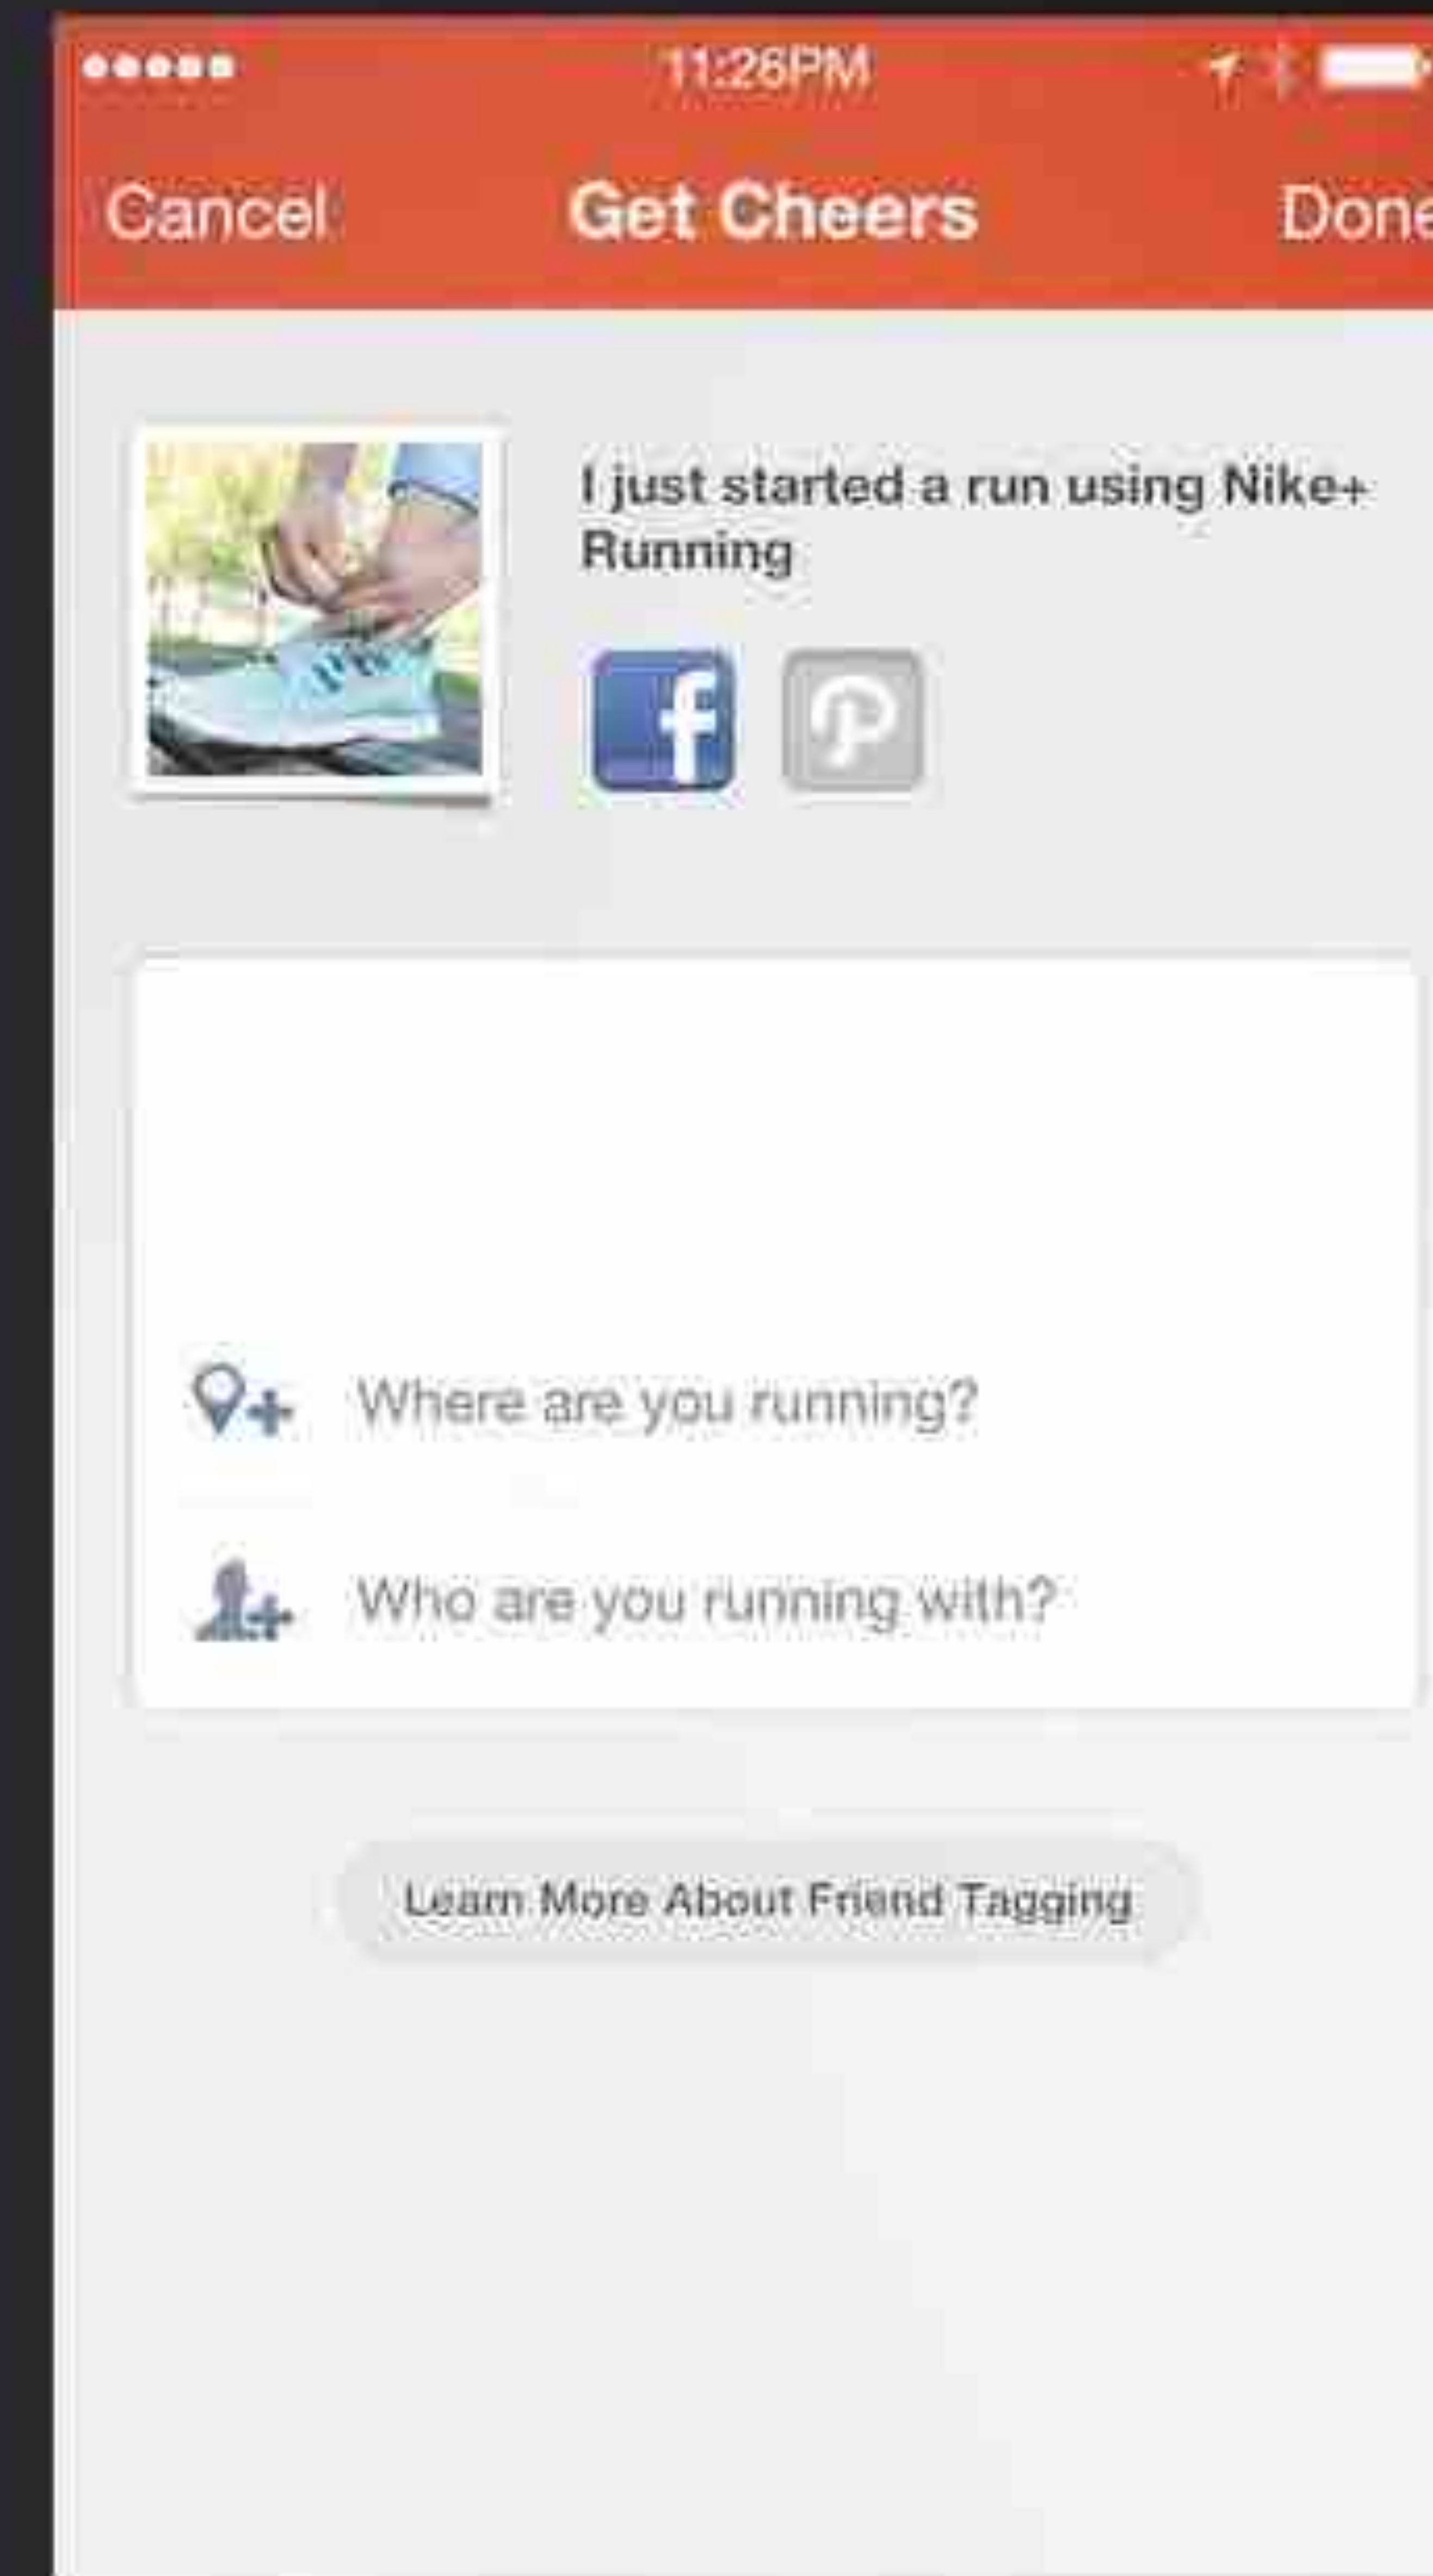 11:26PM
Cancel Get Cheers Done
I just started a run using Nike+
Running
Where are you running?
Who are you running with?
Learn More About Friend Tagging